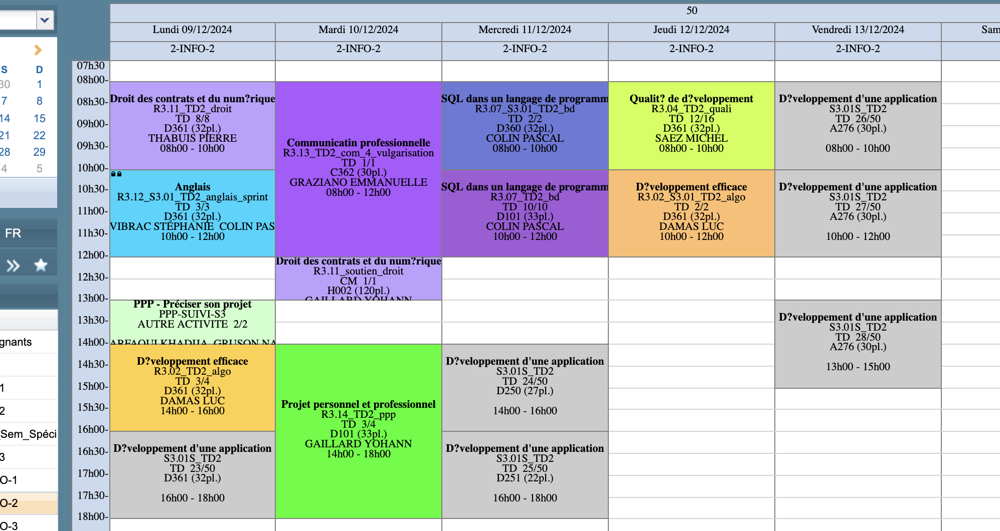 50
Lundi 09/12/2024
Mardi 10/12/2024
Mercredi 11/12/2024
Jeudi 12/12/2024
Vendredi 13/12/2024
Sam
2-INFO-2
2-INFO-2
2-INFO-2
2-INFO-2
2-INFO-2
S D
30 1
7 8
14 15
21 22
28 29
4 5
FR
gnants
1
2
_Sem_Spéci
3
O-1
O-2
O-3
07h30
08h00-
08h30-
09h00-
09h30-
10h00-
10h30-
11h00-
11h30-
12h00-
12h30-
13h00-
13h30-
14h00-
14h30-
15h00-
15h30-
16h00-
16h30-
17h00-
17h30-
18h00-
Droit des contrats et du num?rique
R3.11_TD2_droit
TD 8/8
D361 (32pl.)
THABUIS PIERRE
08h00 - 10h00
Anglais
R3.12_S3.01_TD2_anglais_sprint
TD 3/3
D361 (32pl.)
VIBRAC STÉPHANIE COLIN PAS
10h00 - 12h00
PPP - Préciser son projet
PPP-SUIVI-S3
AUTRE ACTIVITE 2/2
ARFAOUI KHADIJA GRUSON NA
D?veloppement efficace
R3.02_TD2_algo
TD 3/4
D361 (32pl.)
DAMAS LUC
14h00 - 16h00
D?veloppement d'une application
S3.01S_TD2
TD 23/50
D361 (32pl.)
16h00 - 18h00
Communicatin professionnelle
R3.13_TD2_com_4_vulgarisation
TD 1/1
C362 (30pl.)
GRAZIANO EMMANUELLE
08h00 - 12h00
Droit des contrats et du num?rique
R3.11_soutien_droit
CM 1/1
H002 (120pl.)
GAILLARD YOHANN
Projet personnel et professionnel
R3.14_TD2_ppp
TD 3/4
D101 (33pl.)
GAILLARD YOHANN
14h00 - 18h00
SQL dans un langage de programm
R3.07_S3.01_TD2_bd
TD 2/2
D360 (32pl.)
COLIN PASCAL
08h00 - 10h00
SQL dans un langage de programm
R3.07_TD2_bd
TD 10/10
D101 (33pl.)
COLIN PASCAL
10h00 - 12h00
D?veloppement d'une application
S3.01S_TD2
TD 24/50
D250 (27pl.)
14h00 - 16h00
D?veloppement d'une application
S3.01S_TD2
TD 25/50
D251 (22pl.)
16h00 - 18h00
Qualit? de d?veloppement
R3.04_TD2_quali
TD 12/16
D361 (32pl.)
SAEZ MICHEL
08h00 - 10h00
D?veloppement efficace
R3.02_S3.01_TD2_algo
TD 2/2
D361 (32pl.)
DAMAS LUC
10h00 - 12h00
D?veloppement d'une application
S3.01S_TD2
TD 26/50
A276 (30pl.)
08h00 - 10h00
D?veloppement d'une application
S3.01S_TD2
TD 27/50
A276 (30pl.)
10h00 - 12h00
D?veloppement d'une application
S3.01S_TD2
TD 28/50
A276 (30pl.)
13h00 - 15h00